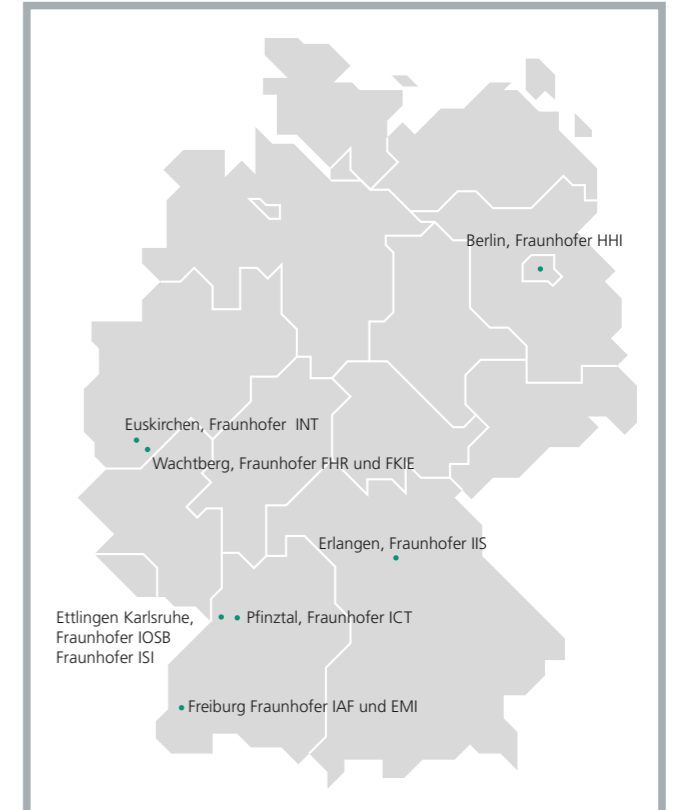 Berlin, Fraunhofer HHI
Euskirchen, Fraunhofer INT
Wachtberg, Fraunhofer FHR und FKIE
Erlangen, Fraunhofer IIS
Ettlingen Karlsruhe,
Fraunhofer IOSB
Fraunhofer ISI
Pfinztal, Fraunhofer ICT
Freiburg Fraunhofer IAF und EMI